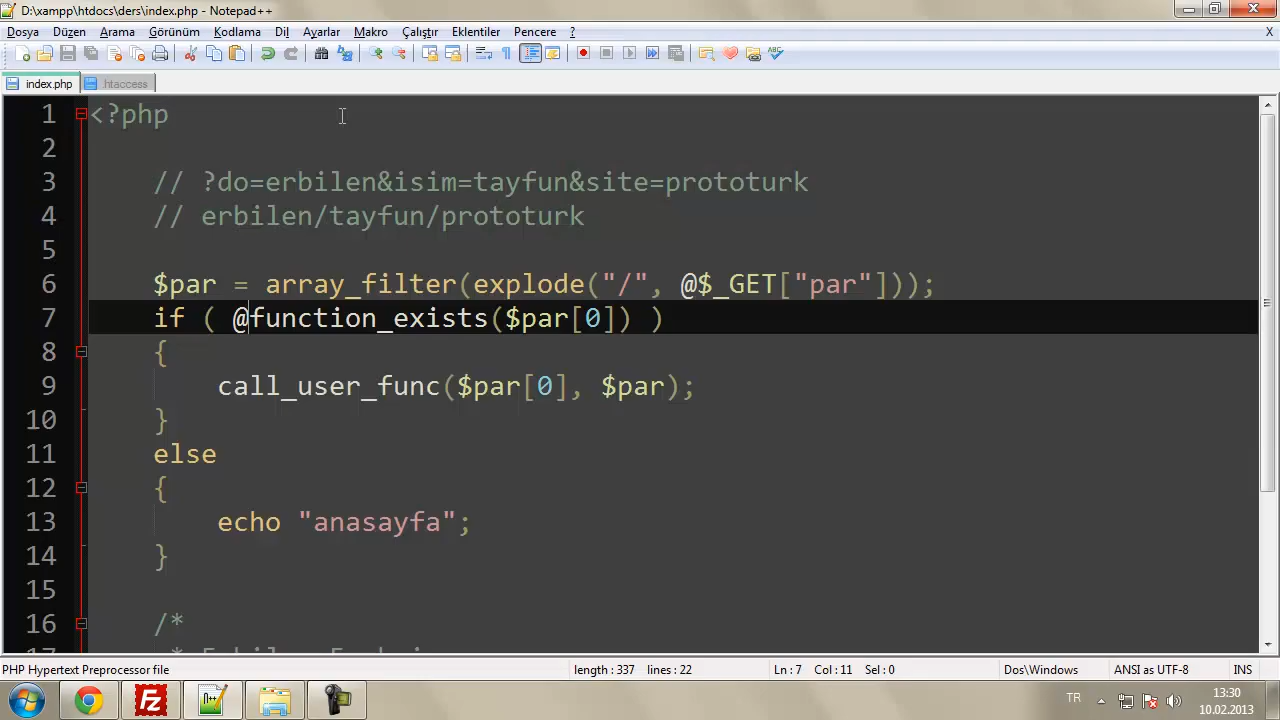 D:\xampp\htdocs\ders\index.php - Notepad++
Dosya Düzen Arama Görünüm Kodlama Dil Ayarlar Makro Çalıştır Eklentiler Pencere ? X
index.php .htaccess
1 <?php
2
3 // ?do=erbilen&isim=tayfun&site=prototurk
4 // erbilen/tayfun/prototurk
5
6 $par = array_filter(explode("/", @$_GET["par"]));
7 if ( @function_exists($par[0]) )
8 {
9 call_user_func($par[0], $par);
10 }
11 else
12 {
13 echo "anasayfa";
14 }
15
16 /*
17
PHP Hypertext Preprocessor file length : 337 lines : 22 Ln : 7 Col : 11 Sel : 0 Dos\Windows ANSI as UTF-8 INS
TR 13:30
10.02.2013